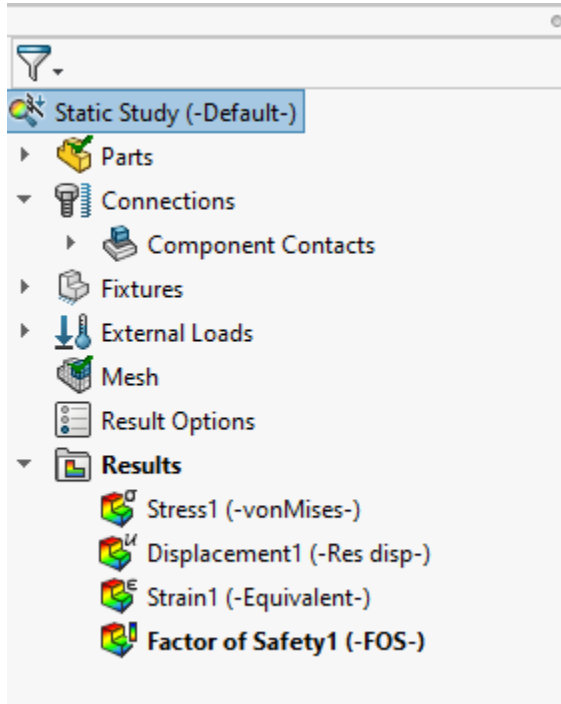 Static Study (-Default-)
Parts
Connections
Component Contacts
Fixtures
External Loads
Mesh
Result Options
Results
σ
Stress1 (-vonMises-)
u
Displacement1 (-Res disp-)
ε
Strain1 (-Equivalent-)
Factor of Safety1 (-FOS-)